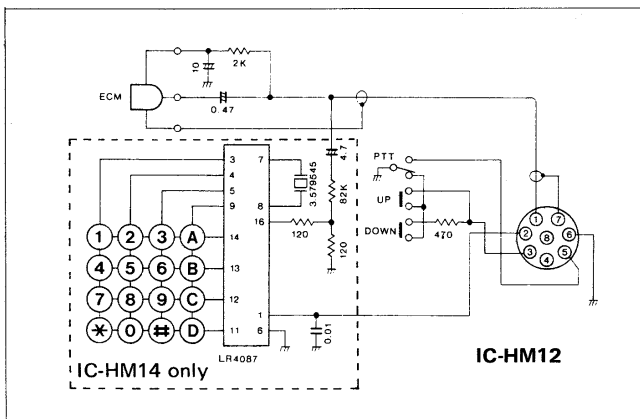 2K
10
ECM
0.47
4.7
PTT
3
7
4
3.579545
5
8
82K
UP
9
16
DOWN
470
1 7
2 8 6
3 4 5
120
120
1 2 3 A
14
4 5 6 B
13
7 8 9 C
12
* 0 # D
11
1
6
0.01
LR4087
IC-HM14 only
IC-HM12